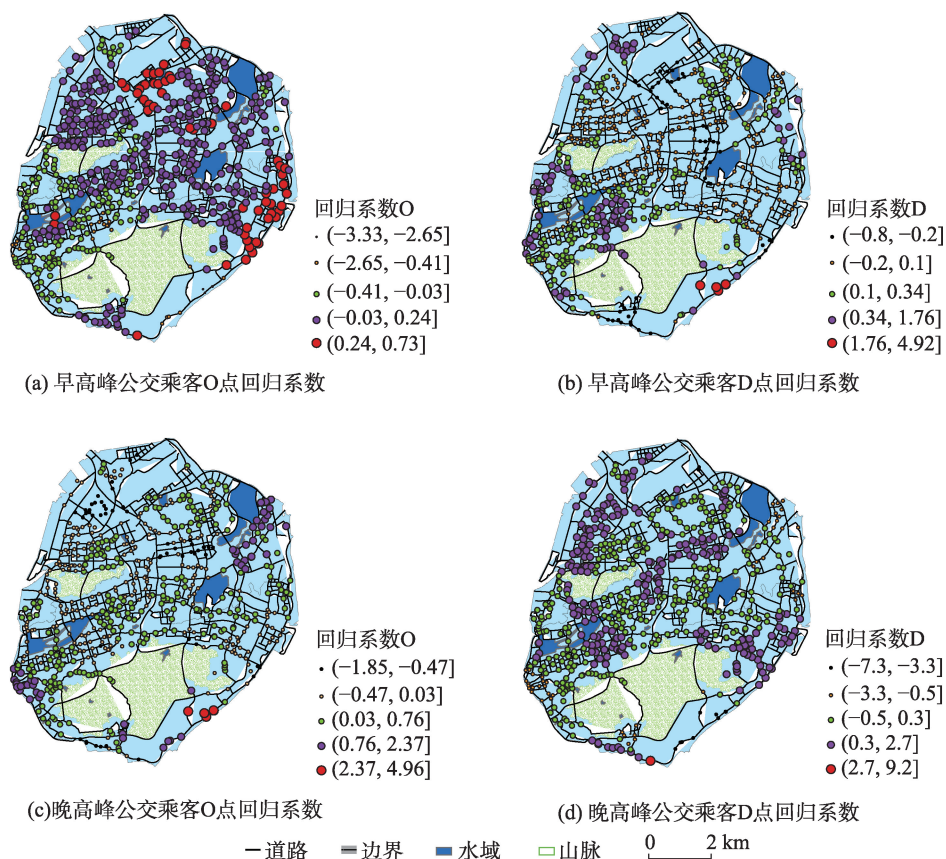 回归系数O
(−3.33, −2.65]
(−2.65, −0.41]
(−0.41, −0.03]
(−0.03, 0.24]
(0.24, 0.73]
(a) 早高峰公交乘客O点回归系数
回归系数D
(−0.8, −0.2]
(−0.2, 0.1]
(0.1, 0.34]
(0.34, 1.76]
(1.76, 4.92]
(b) 早高峰公交乘客D点回归系数
回归系数O
(−1.85, −0.47]
(−0.47, 0.03]
(0.03, 0.76]
(0.76, 2.37]
(2.37, 4.96]
(c)晚高峰公交乘客O点回归系数
回归系数D
(−7.3, −3.3]
(−3.3, −0.5]
(−0.5, 0.3]
(0.3, 2.7]
(2.7, 9.2]
(d) 晚高峰公交乘客D点回归系数
道路 边界 水域 山脉 0 2 km